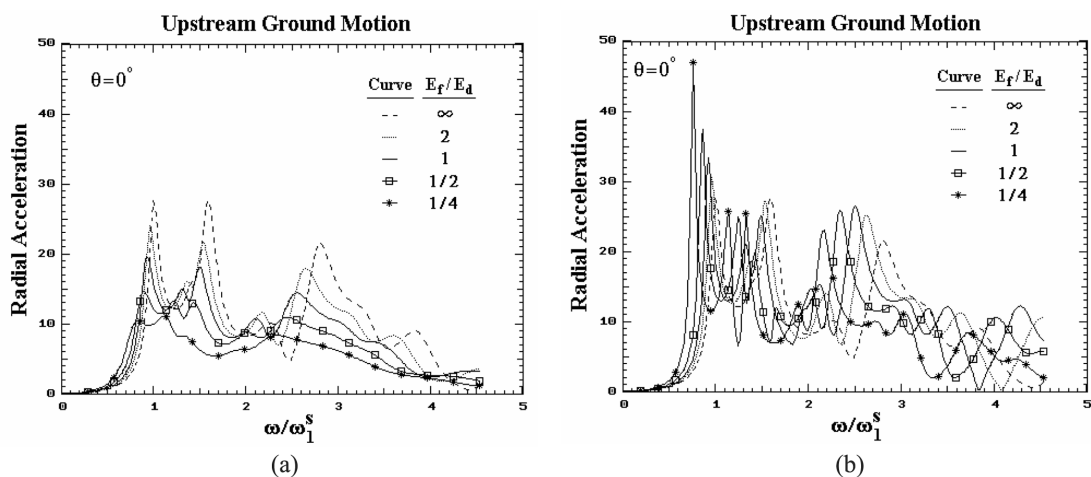 Upstream Ground Motion
50
40
30
20
10
0
0 1 2 3 4 5
Radial Acceleration
ω/ω₁ˢ
θ=0°
Curve E_f/E_d
∞
2
1
1/2
1/4
(a)
Upstream Ground Motion
50
40
30
20
10
0
0 1 2 3 4 5
Radial Acceleration
ω/ω₁ˢ
θ=0°
Curve E_f/E_d
∞
2
1
1/2
1/4
(b)